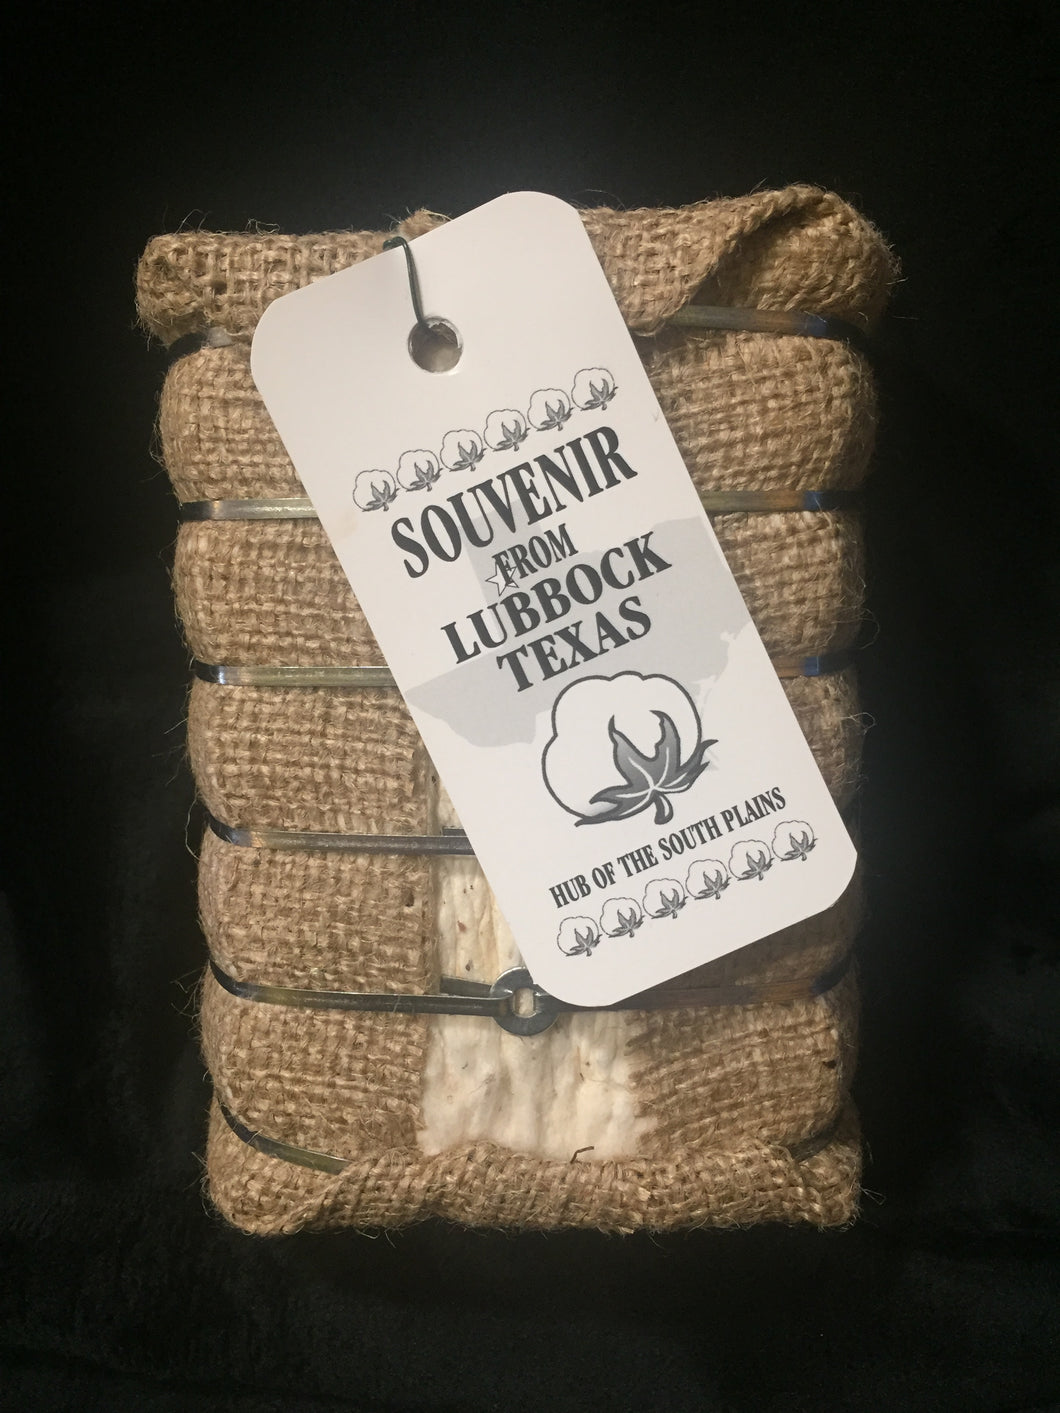 SOUVENIR
FROM
LUBBOCK
TEXAS
HUB OF THE SOUTH PLAINS